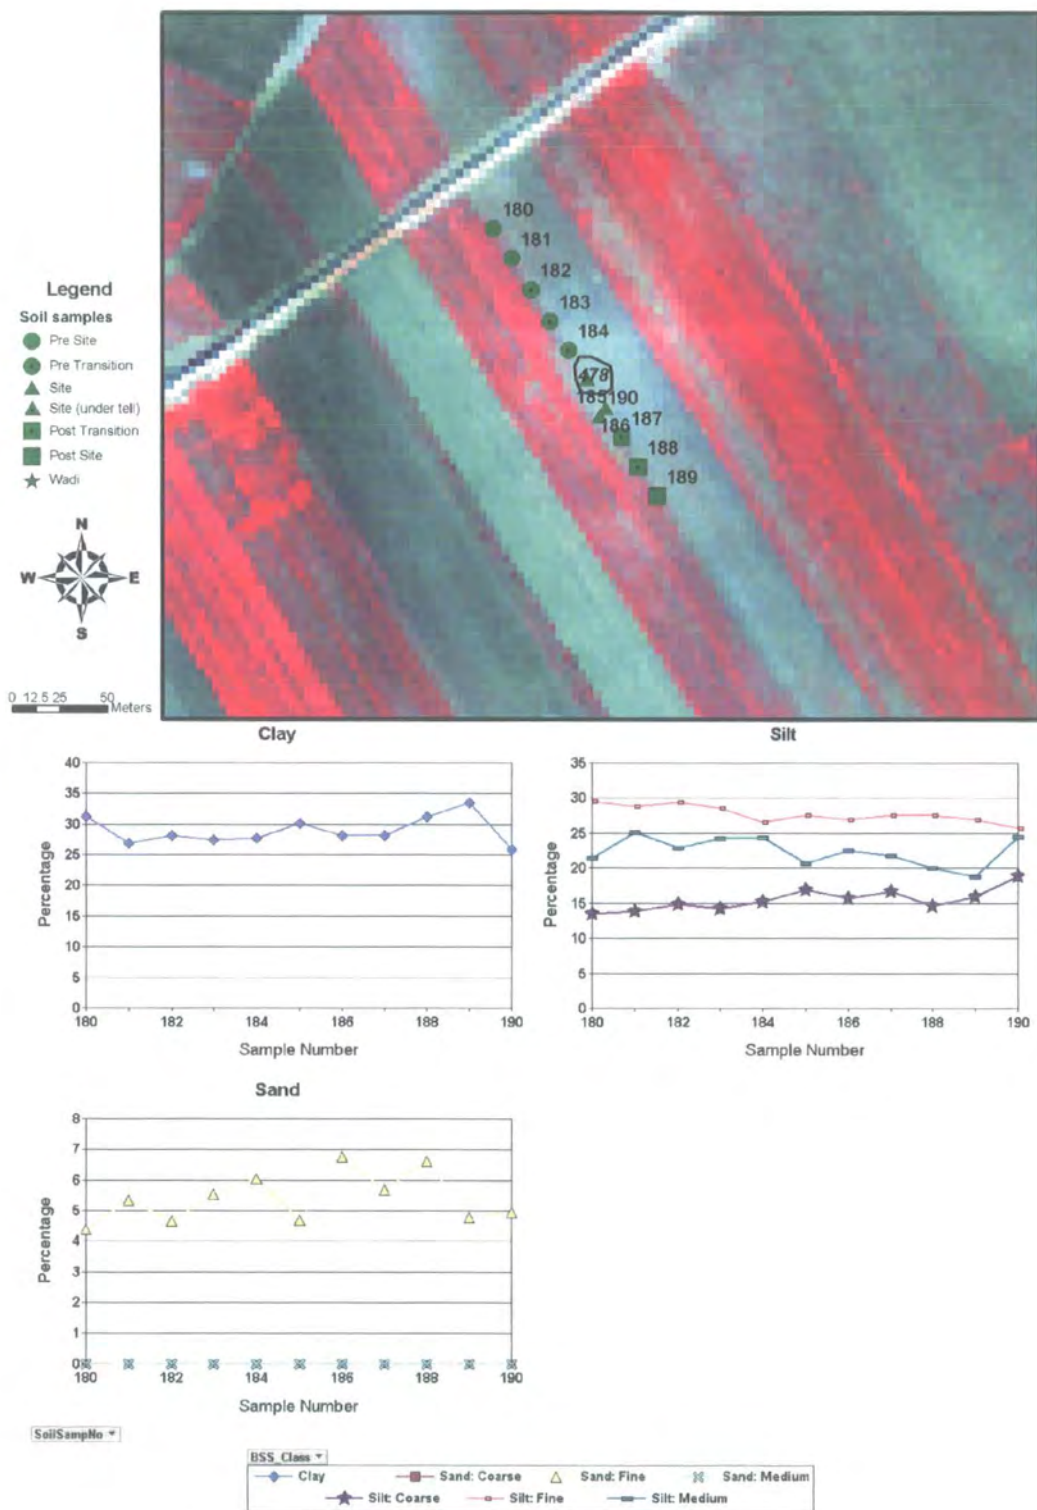 180
181
182
183
184
478
185 190
186 187
188
189
Legend
Soil samples
Pre Site
Pre Transition
Site
Site (under tell)
Post Transition
Post Site
Wadi
N
W E
S
0 12.5 25 50
Meters
Clay
40
35
30
25
20
15
10
5
0
Percentage
180 182 184 186 188 190
Sample Number
Silt
35
30
25
20
15
10
5
0
Percentage
180 182 184 186 188 190
Sample Number
Sand
8
7
6
5
4
3
2
1
0
Percentage
180 182 184 186 188 190
Sample Number
SoilSampNo
BSS_Class
Clay Sand: Coarse Sand: Fine Sand: Medium
Silt: Coarse Silt: Fine Silt: Medium